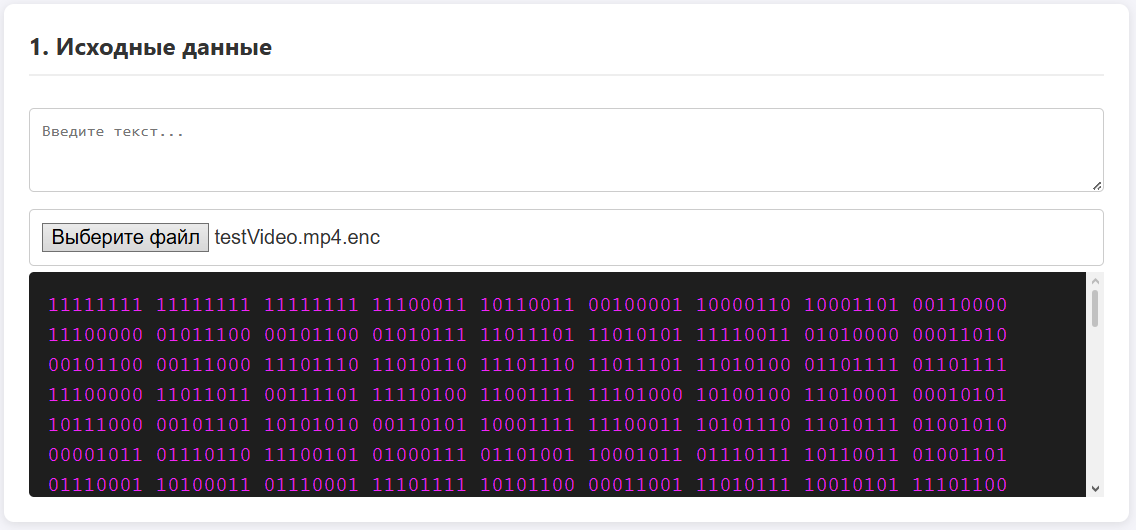 1. Исходные данные
Введите текст...
Выберите файл testVideo.mp4.enc
11111111 11111111 11111111 11100011 10110011 00100001 10000110 10001101 00110000
11100000 01011100 00101100 01010111 11011101 11010101 11110011 01010000 00011010
00101100 00111000 11101110 11010110 11101110 11011101 11010100 01101111 01101111
11100000 11011011 00111101 11110100 11001111 11101000 10100100 11010001 00010101
10111000 00101101 10101010 00110101 10001111 11100011 10101110 11010111 01001010
00001011 01110110 11100101 01000111 01101001 10001011 01110111 10110011 01001101
01110001 10100011 01110001 11101111 10101100 00011001 11010111 10010101 11101100